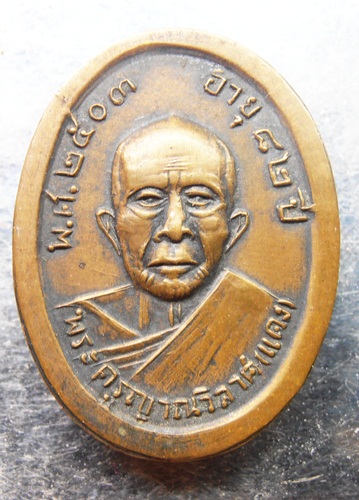 พ.ศ. ๒๕๐๓
อายุ ๘๒ ปี
(พระครูญาณวิลาศ(แดง)